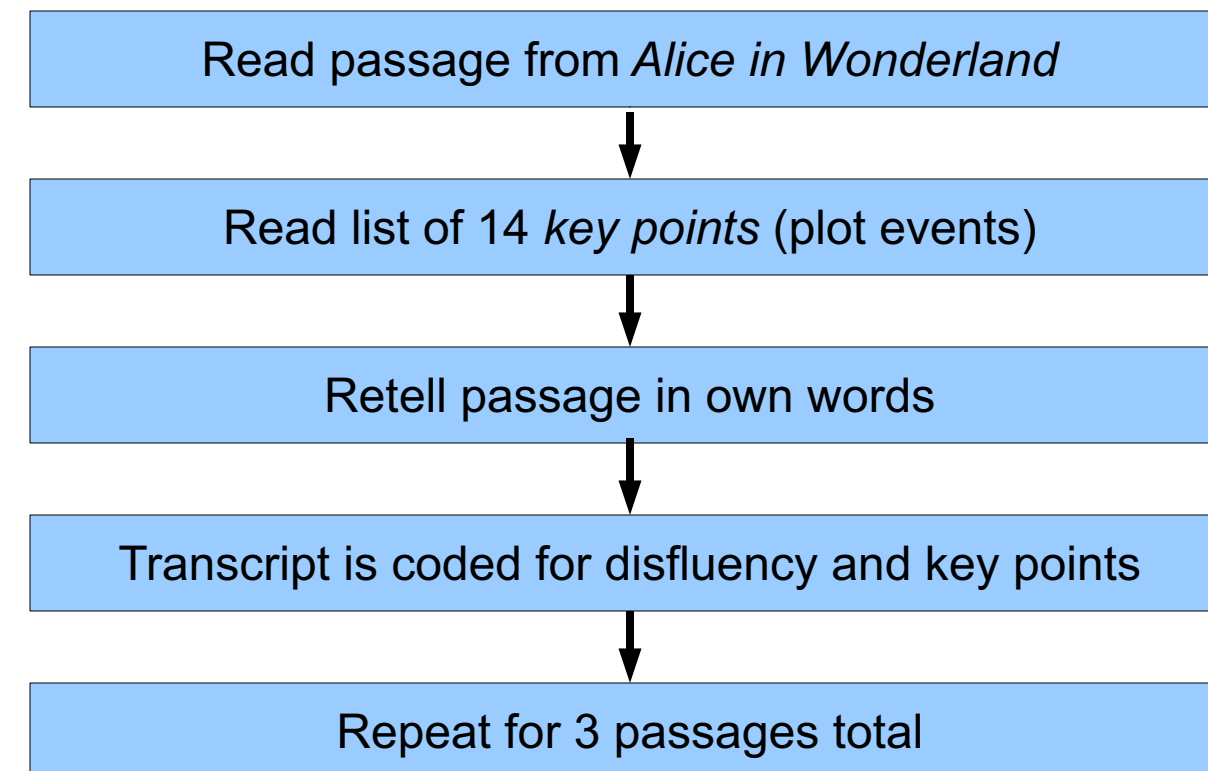 Read passage from Alice in Wonderland
Read list of 14 key points (plot events)
Retell passage in own words
Transcript is coded for disfluency and key points
Repeat for 3 passages total